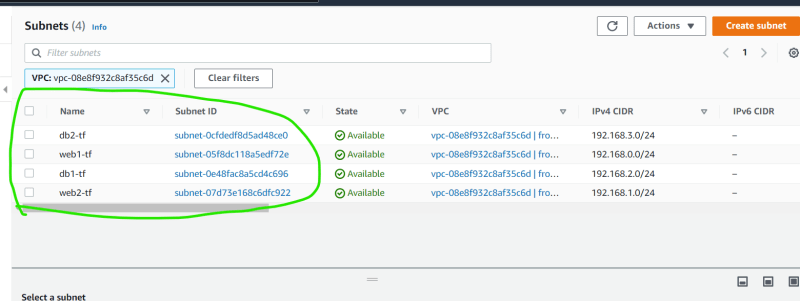 Subnets (4) Info
Actions ▼ Create subnet
Filter subnets
< 1 >
VPC: vpc-08e8f932c8af35c6d × Clear filters
Name Subnet ID State VPC IPv4 CIDR IPv6 CIDR
db2-tf subnet-0cfdedf8d5ad48ce0 Available vpc-08e8f932c8af35c6d | fro... 192.168.3.0/24 –
web1-tf subnet-05f8dc118a5edf72e Available vpc-08e8f932c8af35c6d | fro... 192.168.0.0/24 –
db1-tf subnet-0e48fac8a5cd4c696 Available vpc-08e8f932c8af35c6d | fro... 192.168.2.0/24 –
web2-tf subnet-07d73e168c6dfc922 Available vpc-08e8f932c8af35c6d | fro... 192.168.1.0/24 –
Select a subnet